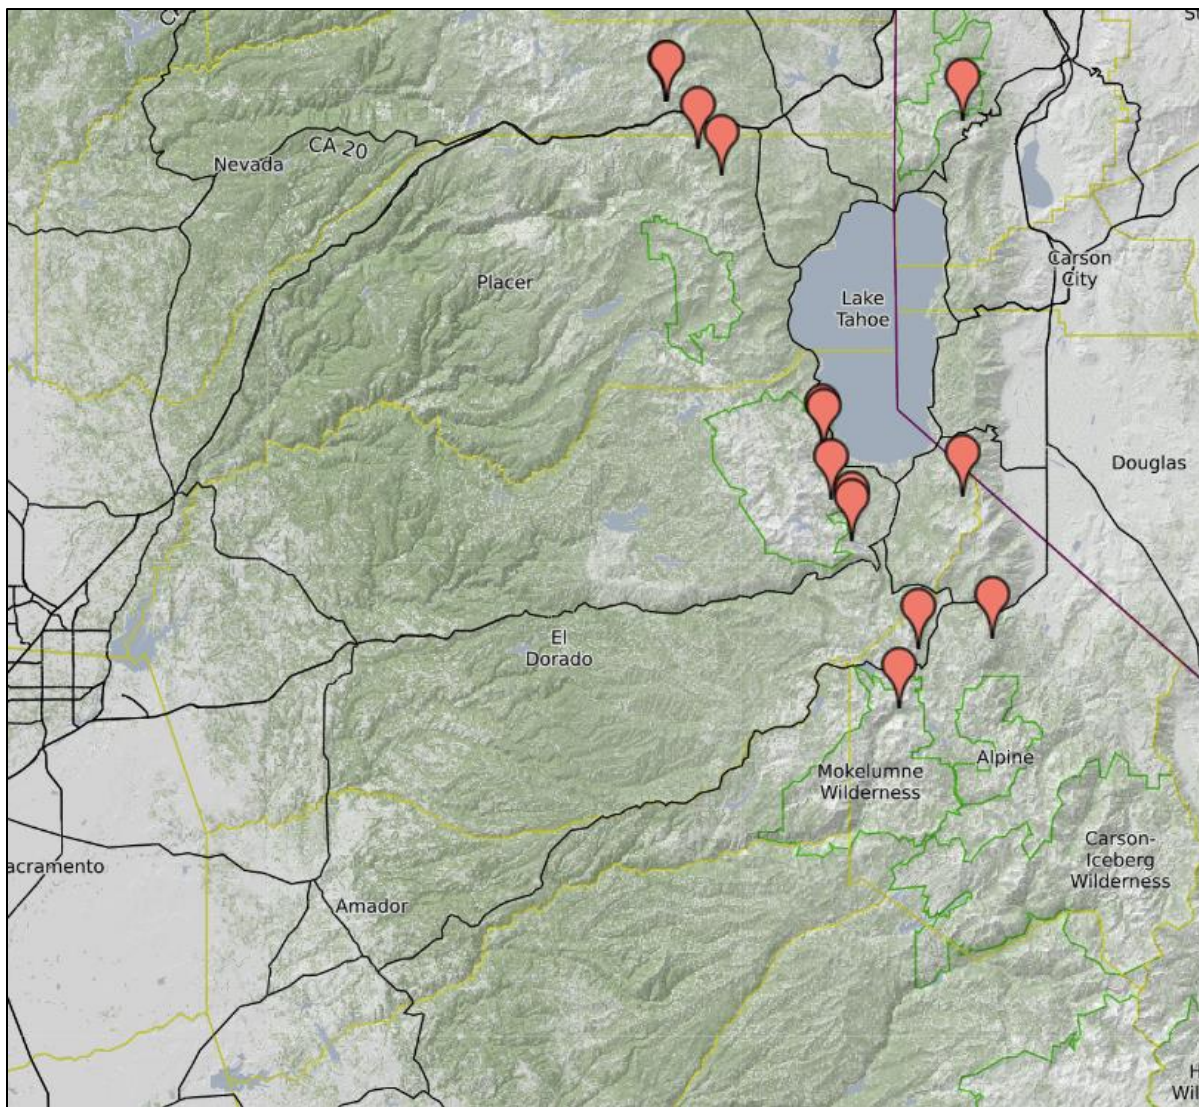 CA 20
Nevada
Placer
Lake
Tahoe
Carson
City
Douglas
El
Dorado
Alpine
Mokelumne
Wilderness
Carson-
Iceberg
Wilderness
acramento
Amador
H
Wil